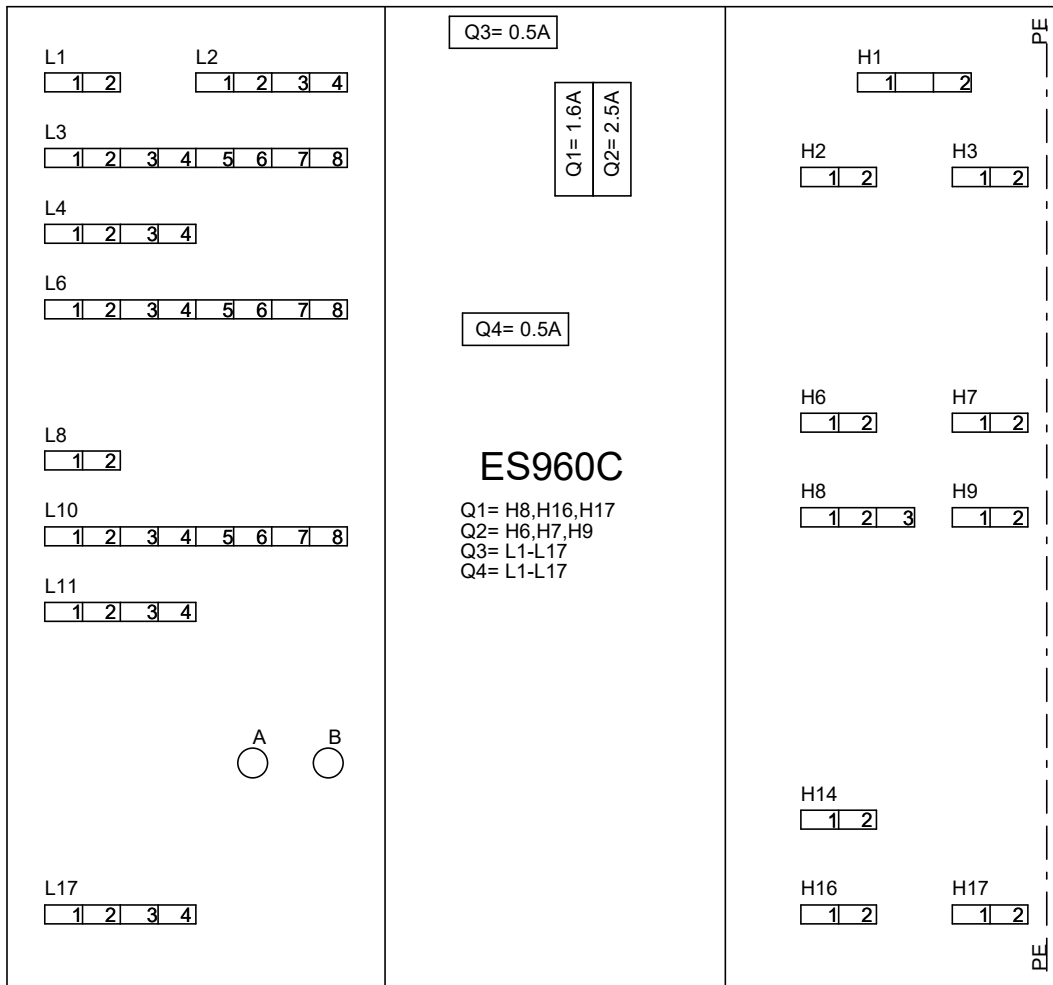 L1
1 2
L2
1 2 3 4
L3
1 2 3 4 5 6 7 8
L4
1 2 3 4
L6
1 2 3 4 5 6 7 8
L8
1 2
L10
1 2 3 4 5 6 7 8
L11
1 2 3 4
A
B
L17
1 2 3 4
Q3= 0.5A
Q1= 1.6A
Q2= 2.5A
Q4= 0.5A
ES960C
Q1= H8,H16,H17
Q2= H6,H7,H9
Q3= L1-L17
Q4= L1-L17
PE
H1
1 2
H2
1 2
H3
1 2
H6
1 2
H7
1 2
H8
1 2 3
H9
1 2
H14
1 2
H16
1 2
H17
1 2
PE